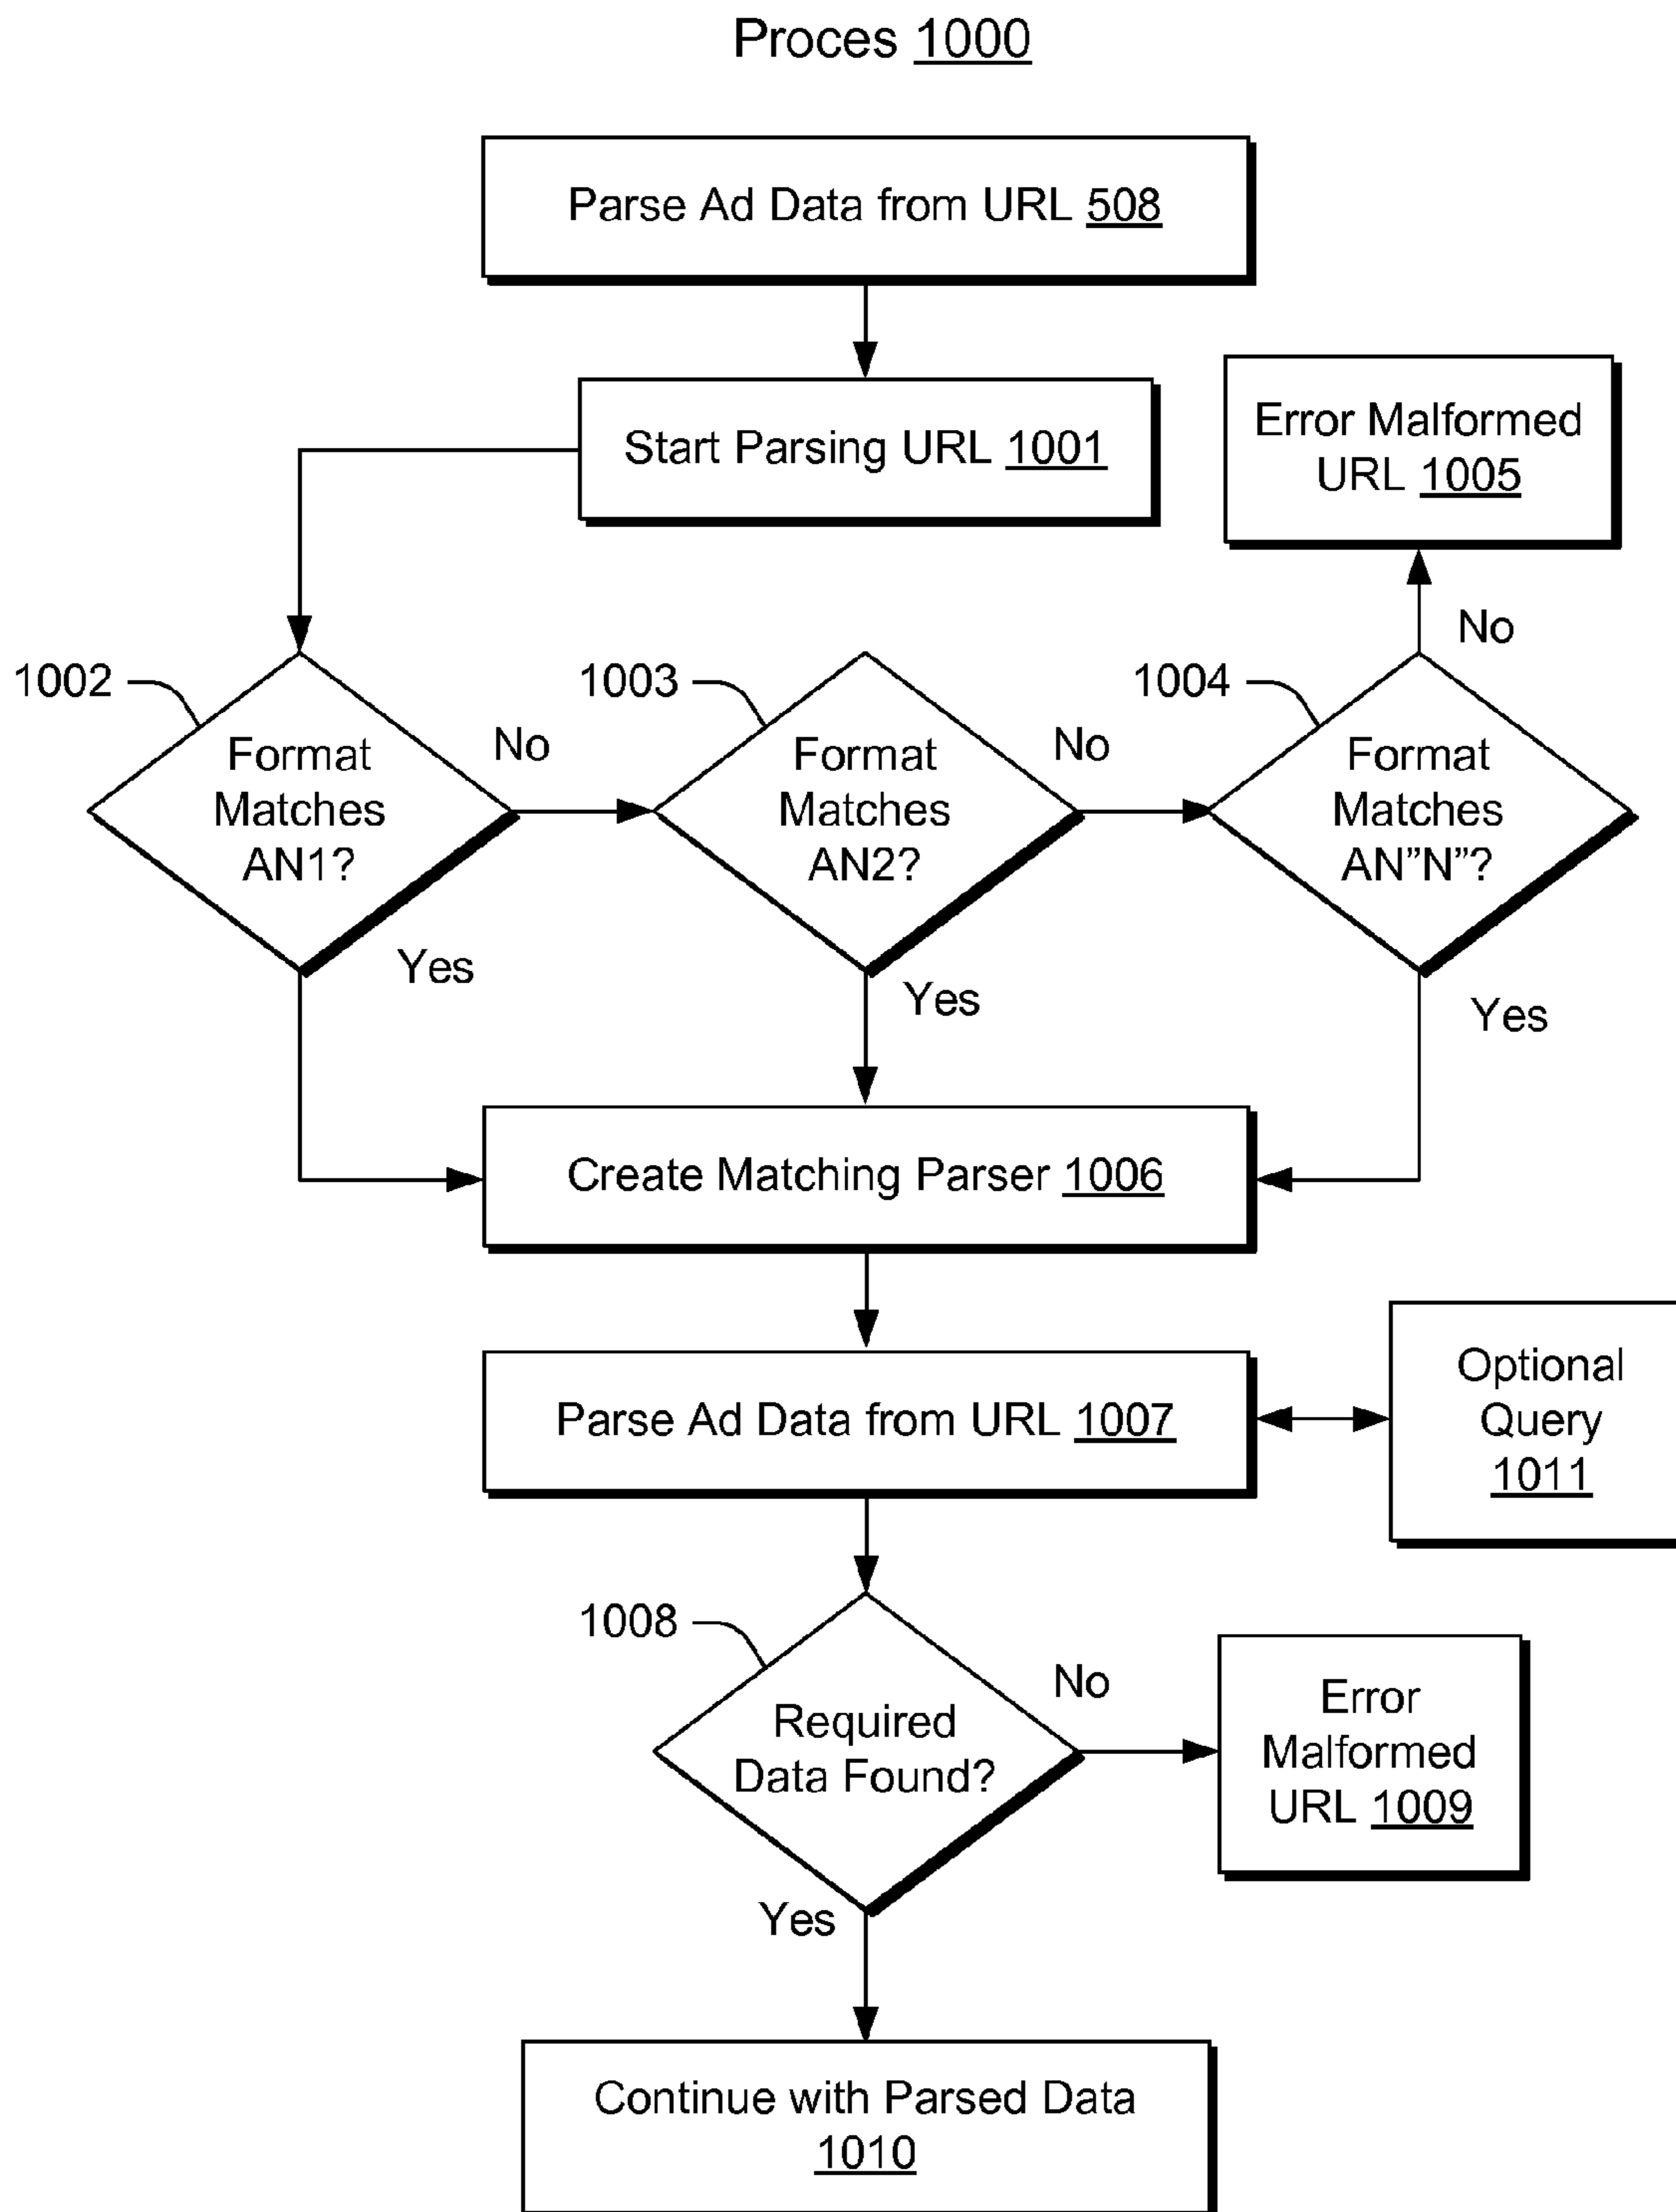 Proces 1000
Parse Ad Data from URL 508
Start Parsing URL 1001
Error Malformed
URL 1005
No
1002
1003
1004
Format
Matches
AN1?
No
Format
Matches
AN2?
No
Format
Matches
AN”N”?
Yes
Yes
Yes
Create Matching Parser 1006
Parse Ad Data from URL 1007
Optional
Query
1011
1008
Required
Data Found?
No
Error
Malformed
URL 1009
Yes
Continue with Parsed Data
1010